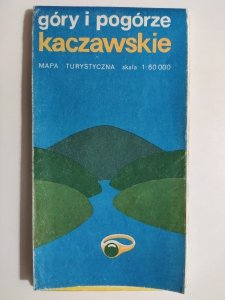 góry i pogórze
kaczawskie
MAPA TURYSTYCZNA skala 1:60 000